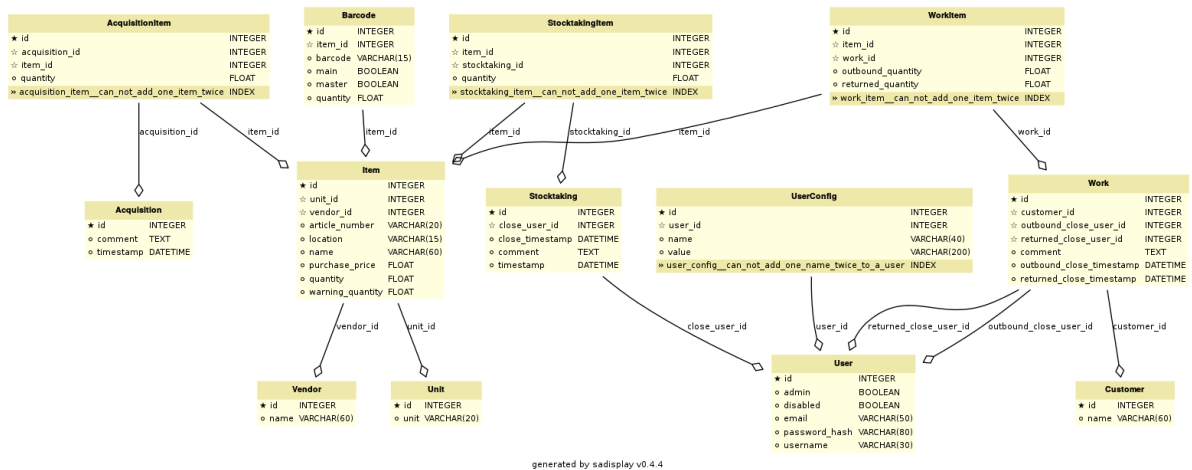 AcquisitionItem
★ id INTEGER
☆ acquisition_id INTEGER
☆ item_id INTEGER
○ quantity FLOAT
» acquisition_item__can_not_add_one_item_twice INDEX
Barcode
★ id INTEGER
☆ item_id INTEGER
○ barcode VARCHAR(15)
○ main BOOLEAN
○ master BOOLEAN
○ quantity FLOAT
StocktakingItem
★ id INTEGER
☆ item_id INTEGER
☆ stocktaking_id INTEGER
○ quantity FLOAT
» stocktaking_item__can_not_add_one_item_twice INDEX
WorkItem
★ id INTEGER
☆ item_id INTEGER
☆ work_id INTEGER
○ outbound_quantity FLOAT
○ returned_quantity FLOAT
» work_item__can_not_add_one_item_twice INDEX
acquisition_id
item_id
item_id
item_id
stocktaking_id
item_id
work_id
Acquisition
★ id INTEGER
○ comment TEXT
○ timestamp DATETIME
Item
★ id INTEGER
☆ unit_id INTEGER
☆ vendor_id INTEGER
○ article_number VARCHAR(20)
○ location VARCHAR(15)
○ name VARCHAR(60)
○ purchase_price FLOAT
○ quantity FLOAT
○ warning_quantity FLOAT
Stocktaking
★ id INTEGER
☆ close_user_id INTEGER
○ close_timestamp DATETIME
○ comment TEXT
○ timestamp DATETIME
UserConfig
★ id INTEGER
☆ user_id INTEGER
○ name VARCHAR(40)
○ value VARCHAR(200)
» user_config__can_not_add_one_name_twice_to_a_user INDEX
Work
★ id INTEGER
☆ customer_id INTEGER
☆ outbound_close_user_id INTEGER
☆ returned_close_user_id INTEGER
○ comment TEXT
○ outbound_close_timestamp DATETIME
○ returned_close_timestamp DATETIME
vendor_id
unit_id
close_user_id
user_id
returned_close_user_id
outbound_close_user_id
customer_id
Vendor
★ id INTEGER
○ name VARCHAR(60)
Unit
★ id INTEGER
○ unit VARCHAR(20)
User
★ id INTEGER
○ admin BOOLEAN
○ disabled BOOLEAN
○ email VARCHAR(50)
○ password_hash VARCHAR(80)
○ username VARCHAR(30)
Customer
★ id INTEGER
○ name VARCHAR(60)
generated by sadisplay v0.4.4